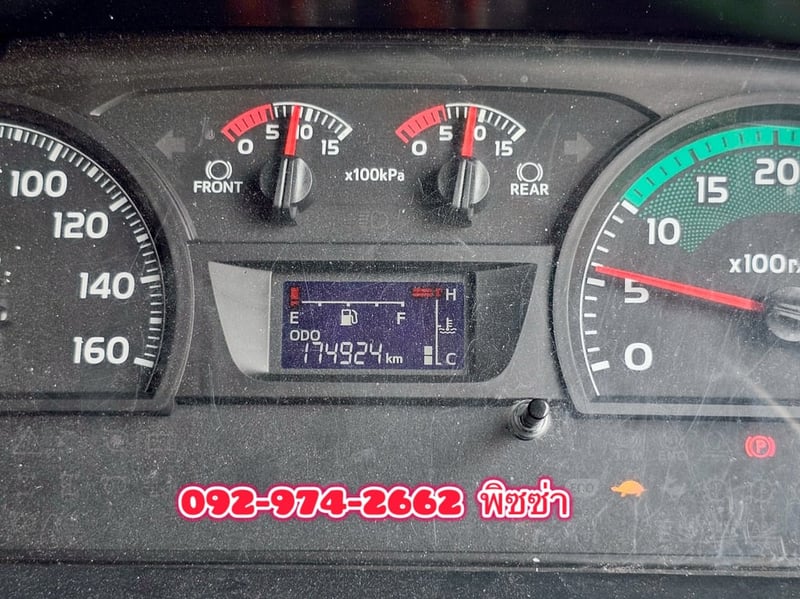 0 5 10 15
0 5 10 15
x100kPa
FRONT
REAR
100
120
140
160
0
5
10
15
20
x100r
E F
H
C
ODO
174924 km
P
092-974-2662 พิซซ่า